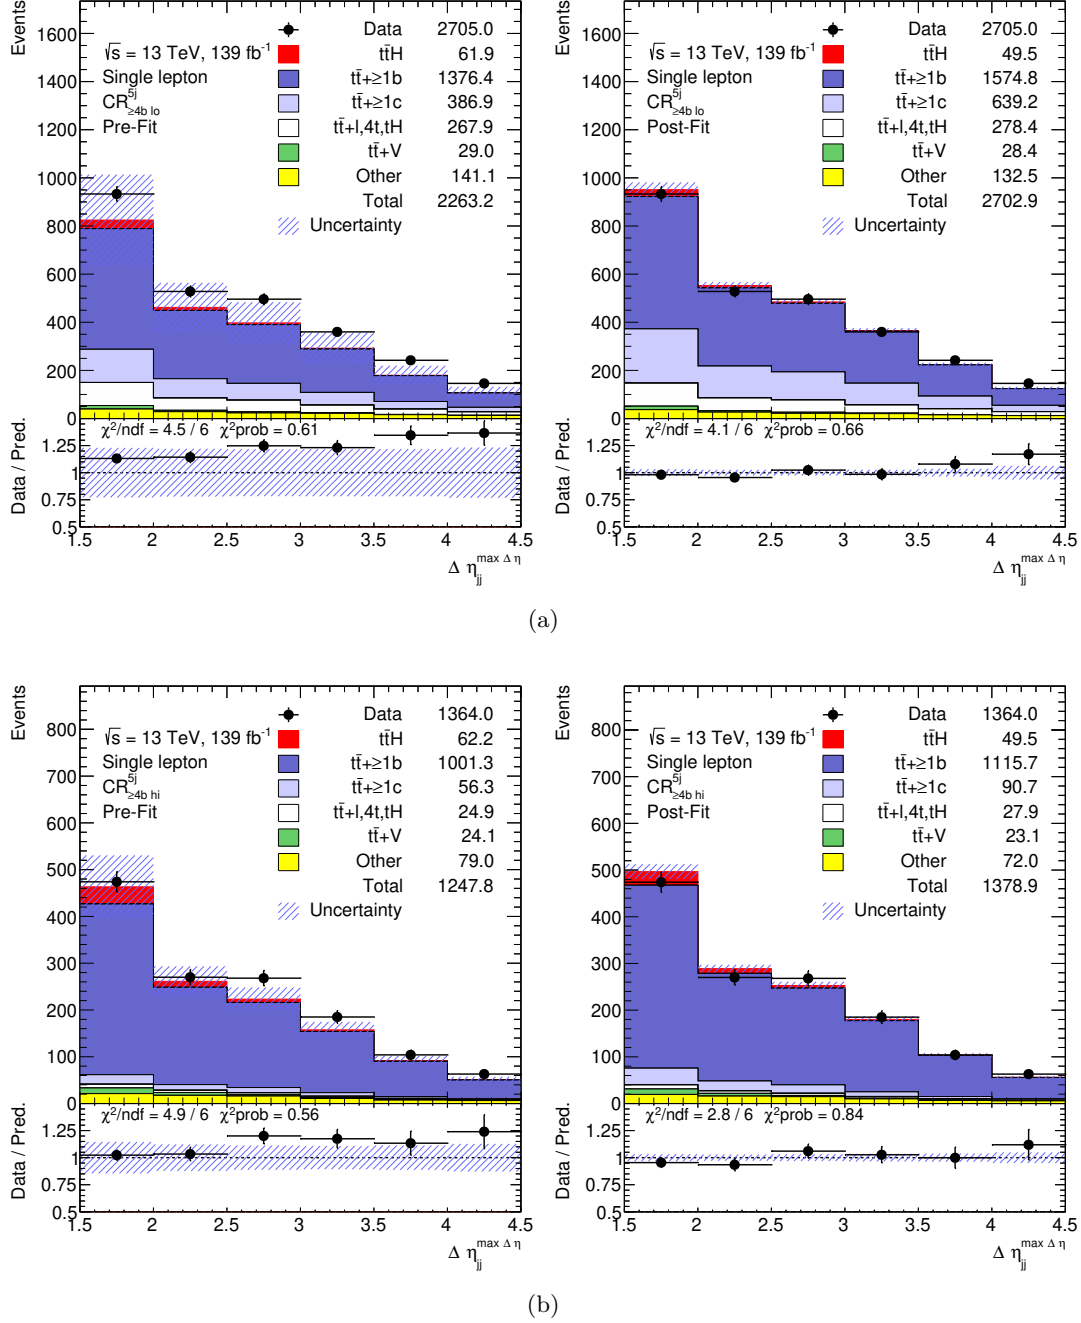 Events
1600
1400
1200
1000
800
600
400
200
0
√s = 13 TeV, 139 fb⁻¹
Single lepton
CR⁵ʲ≥4b lo
Pre-Fit
Data 2705.0
tt̄H 61.9
tt̄+≥1b 1376.4
tt̄+≥1c 386.9
tt̄+l,4t,tH 267.9
tt̄+V 29.0
Other 141.1
Total 2263.2
Uncertainty
χ²/ndf = 4.5 / 6 χ²prob = 0.61
Data / Pred.
1.25
1
0.75
0.5
1.5 2 2.5 3 3.5 4 4.5
Δ η_jj^max Δ η
Events
1600
1400
1200
1000
800
600
400
200
0
√s = 13 TeV, 139 fb⁻¹
Single lepton
CR⁵ʲ≥4b lo
Post-Fit
Data 2705.0
tt̄H 49.5
tt̄+≥1b 1574.8
tt̄+≥1c 639.2
tt̄+l,4t,tH 278.4
tt̄+V 28.4
Other 132.5
Total 2702.9
Uncertainty
χ²/ndf = 4.1 / 6 χ²prob = 0.66
Data / Pred.
1.25
1
0.75
0.5
1.5 2 2.5 3 3.5 4 4.5
Δ η_jj^max Δ η
(a)
Events
800
700
600
500
400
300
200
100
0
√s = 13 TeV, 139 fb⁻¹
Single lepton
CR⁵ʲ≥4b hi
Pre-Fit
Data 1364.0
tt̄H 62.2
tt̄+≥1b 1001.3
tt̄+≥1c 56.3
tt̄+l,4t,tH 24.9
tt̄+V 24.1
Other 79.0
Total 1247.8
Uncertainty
χ²/ndf = 4.9 / 6 χ²prob = 0.56
Data / Pred.
1.25
1
0.75
0.5
1.5 2 2.5 3 3.5 4 4.5
Δ η_jj^max Δ η
Events
800
700
600
500
400
300
200
100
0
√s = 13 TeV, 139 fb⁻¹
Single lepton
CR⁵ʲ≥4b hi
Post-Fit
Data 1364.0
tt̄H 49.5
tt̄+≥1b 1115.7
tt̄+≥1c 90.7
tt̄+l,4t,tH 27.9
tt̄+V 23.1
Other 72.0
Total 1378.9
Uncertainty
χ²/ndf = 2.8 / 6 χ²prob = 0.84
Data / Pred.
1.25
1
0.75
0.5
1.5 2 2.5 3 3.5 4 4.5
Δ η_jj^max Δ η
(b)